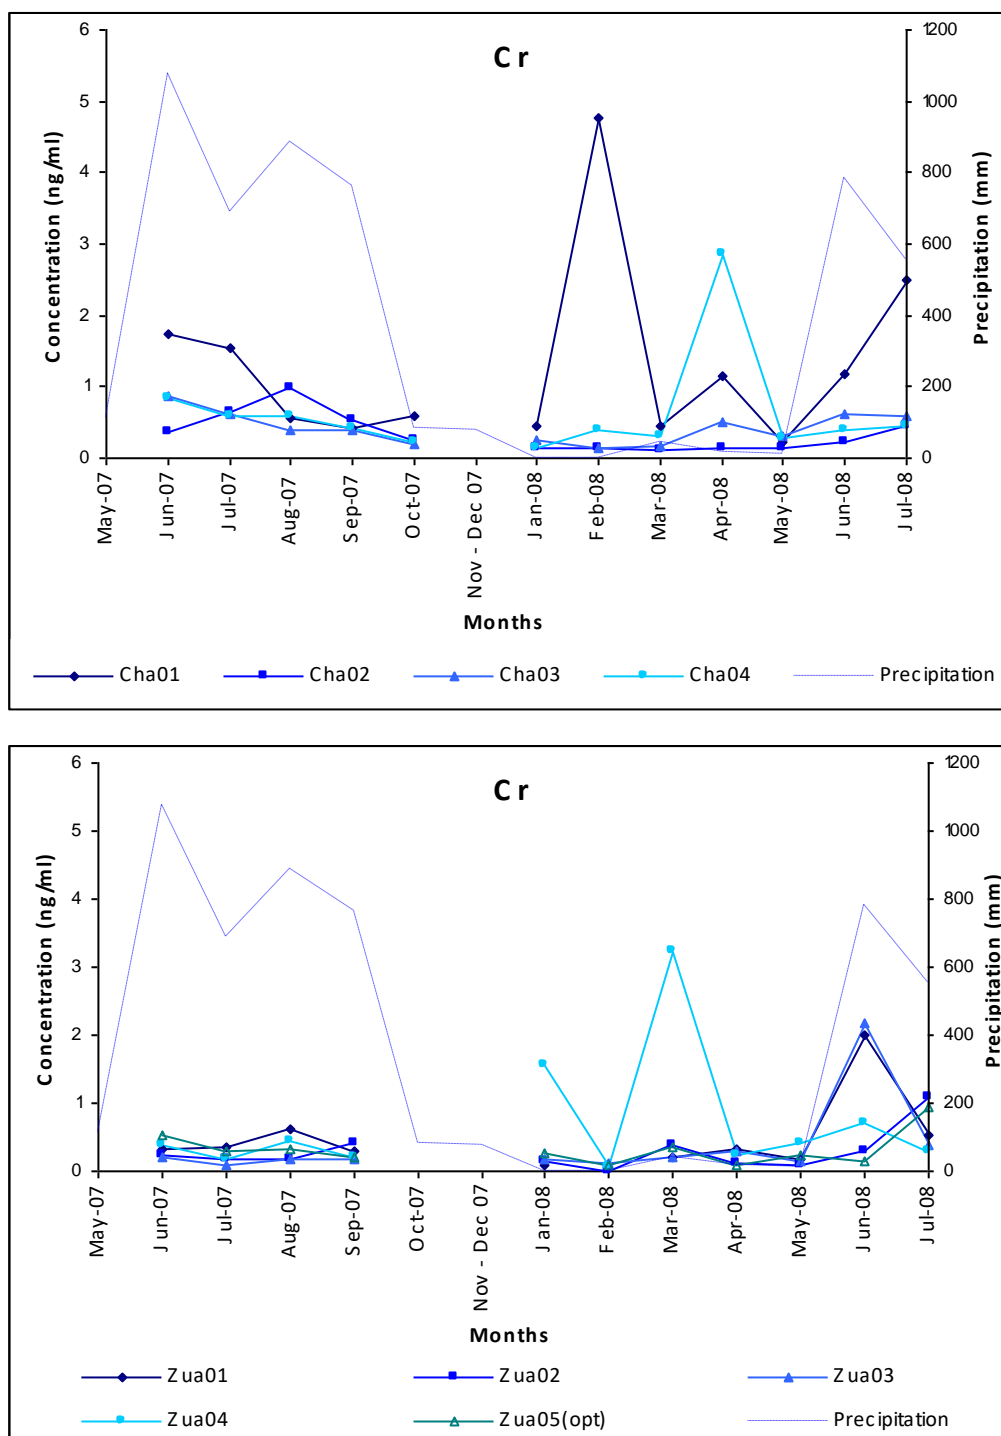 Cr
6
5
4
3
2
1
0
1200
1000
800
600
400
200
0
Concentration (ng/ml)
Precipitation (mm)
May-07
Jun-07
Jul-07
Aug-07
Sep-07
Oct-07
Nov - Dec 07
Jan-08
Feb-08
Mar-08
Apr-08
May-08
Jun-08
Jul-08
Months
Cha01 Cha02 Cha03 Cha04 Precipitation
Cr
6
5
4
3
2
1
0
1200
1000
800
600
400
200
0
Concentration (ng/ml)
Precipitation (mm)
May-07
Jun-07
Jul-07
Aug-07
Sep-07
Oct-07
Nov - Dec 07
Jan-08
Feb-08
Mar-08
Apr-08
May-08
Jun-08
Jul-08
Months
Zua01 Zua02 Zua03
Zua04 Zua05(opt) Precipitation